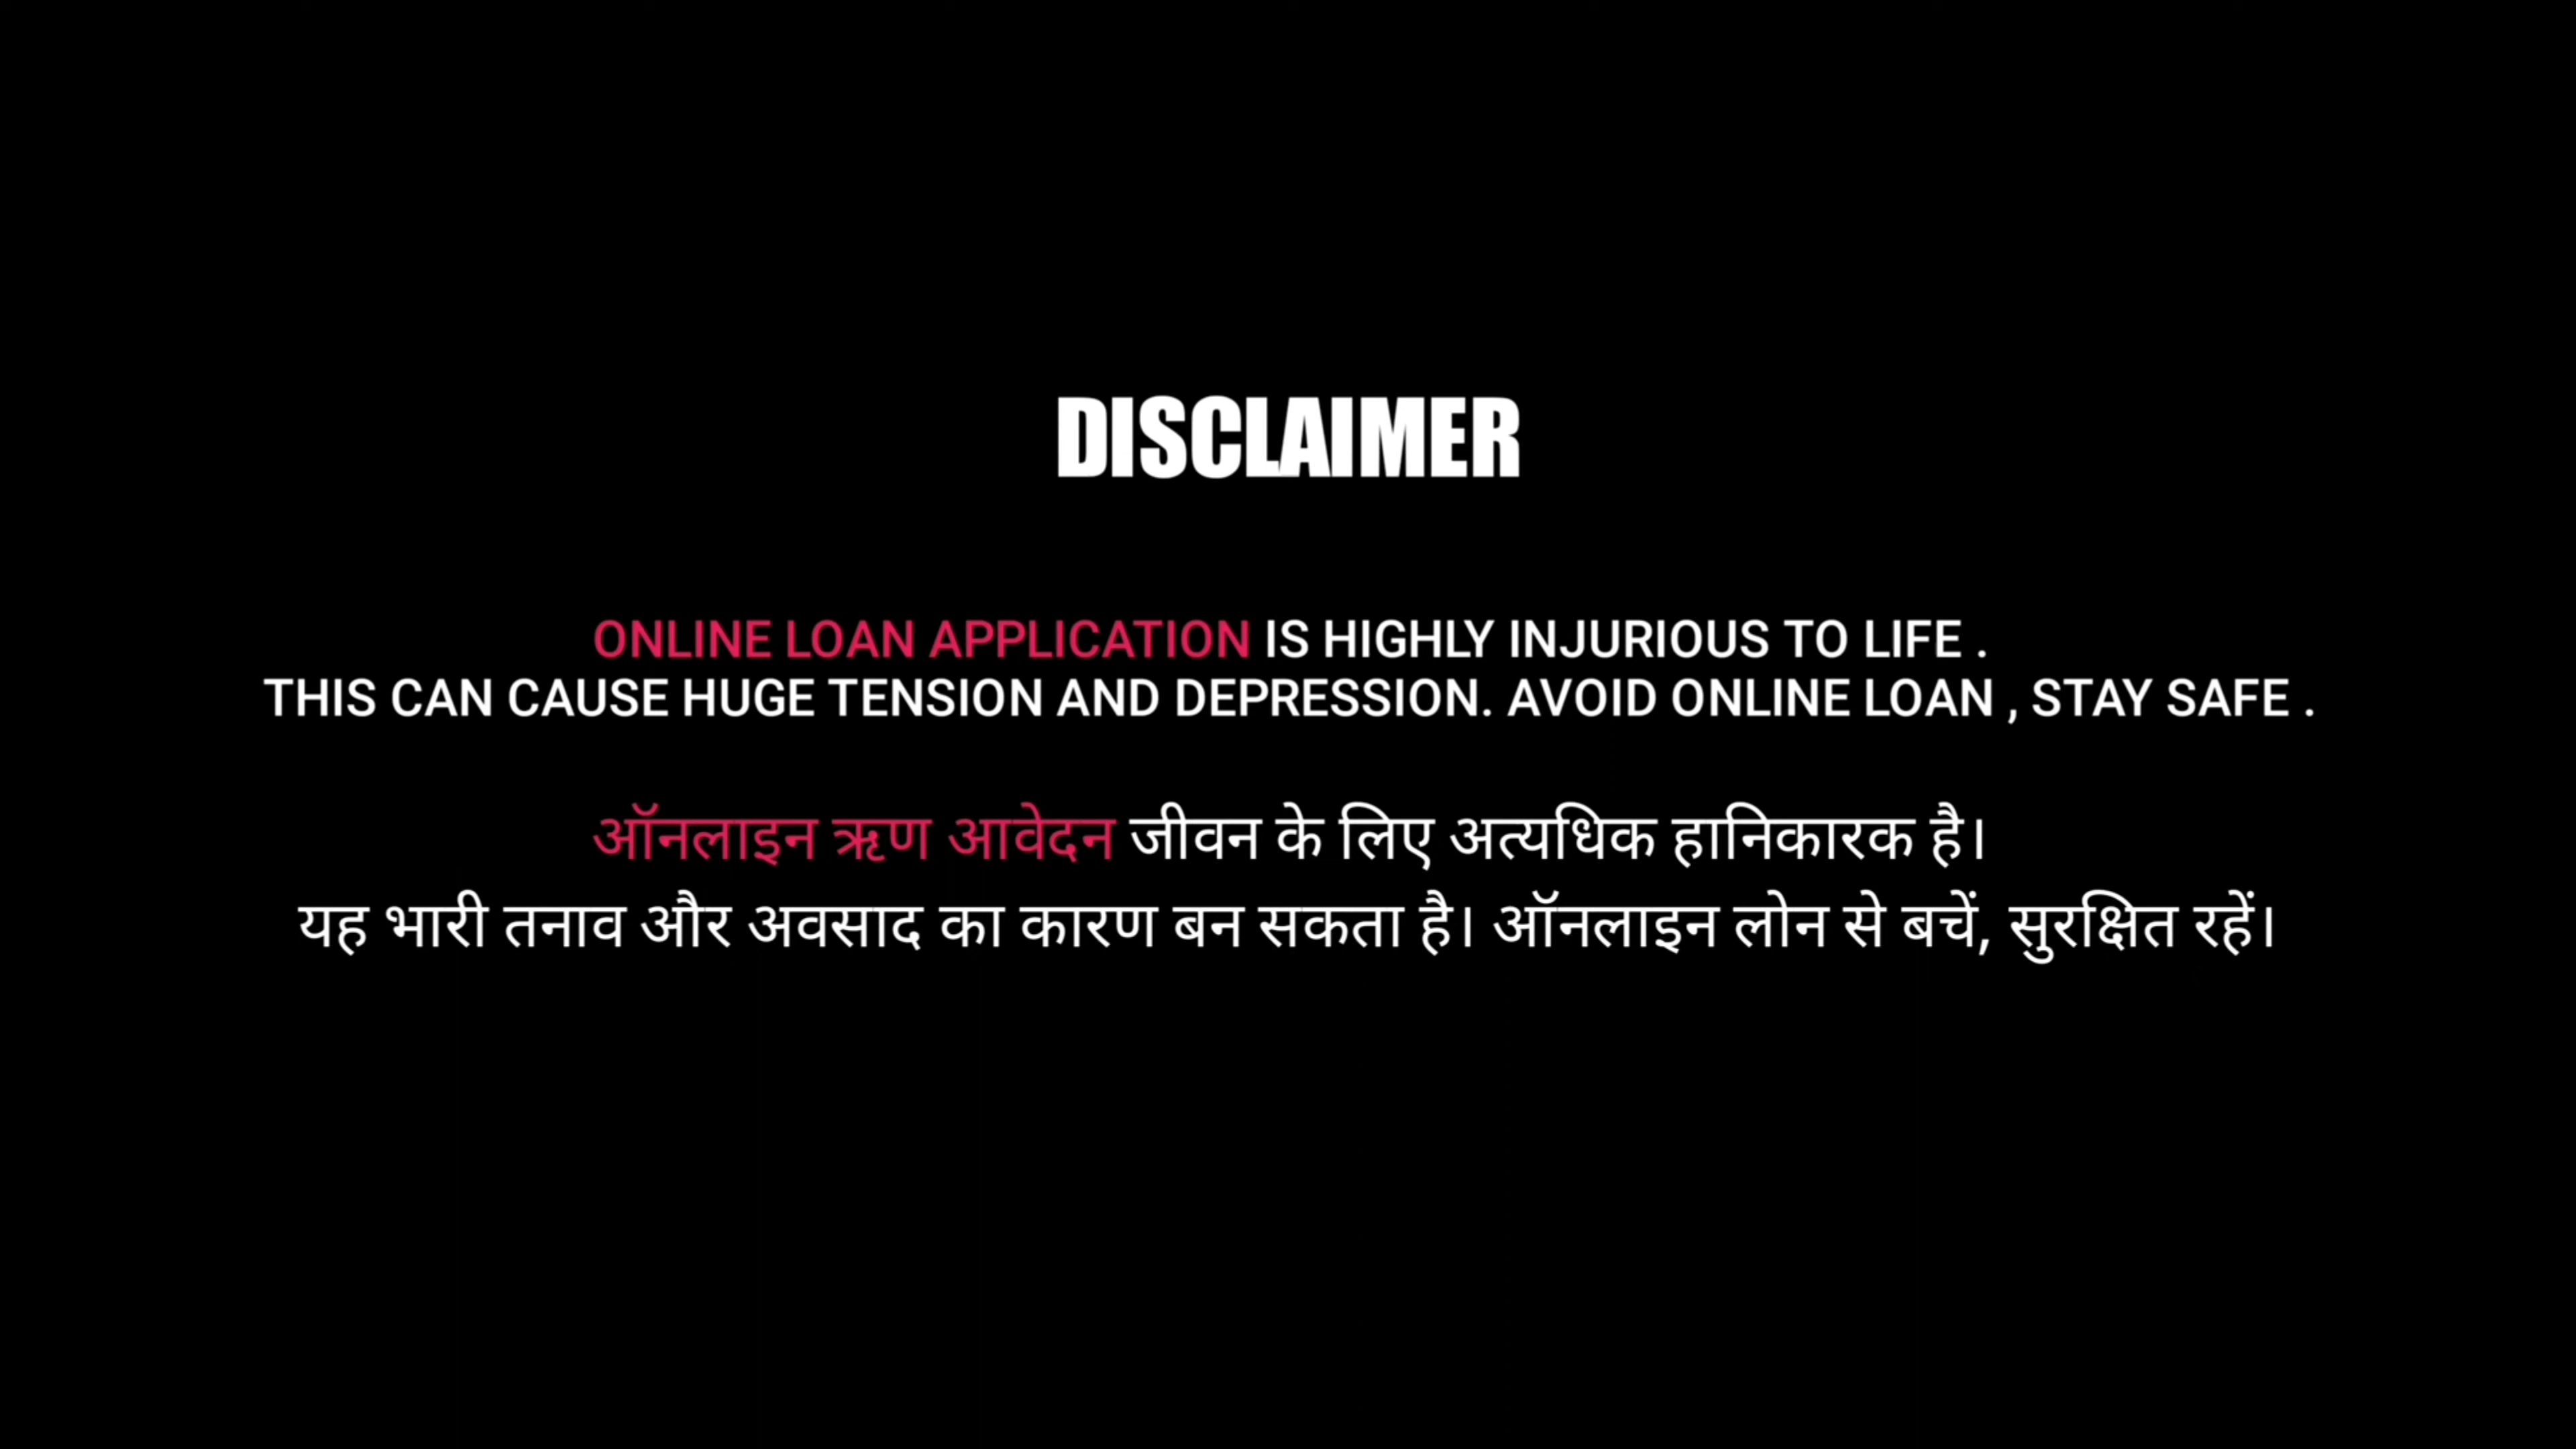 DISCLAIMER
ONLINE LOAN APPLICATION IS HIGHLY INJURIOUS TO LIFE .
THIS CAN CAUSE HUGE TENSION AND DEPRESSION. AVOID ONLINE LOAN , STAY SAFE .
ऑनलाइन ऋण आवेदन जीवन के लिए अत्यधिक हानिकारक है।
यह भारी तनाव और अवसाद का कारण बन सकता है। ऑनलाइन लोन से बचें, सुरक्षित रहें।